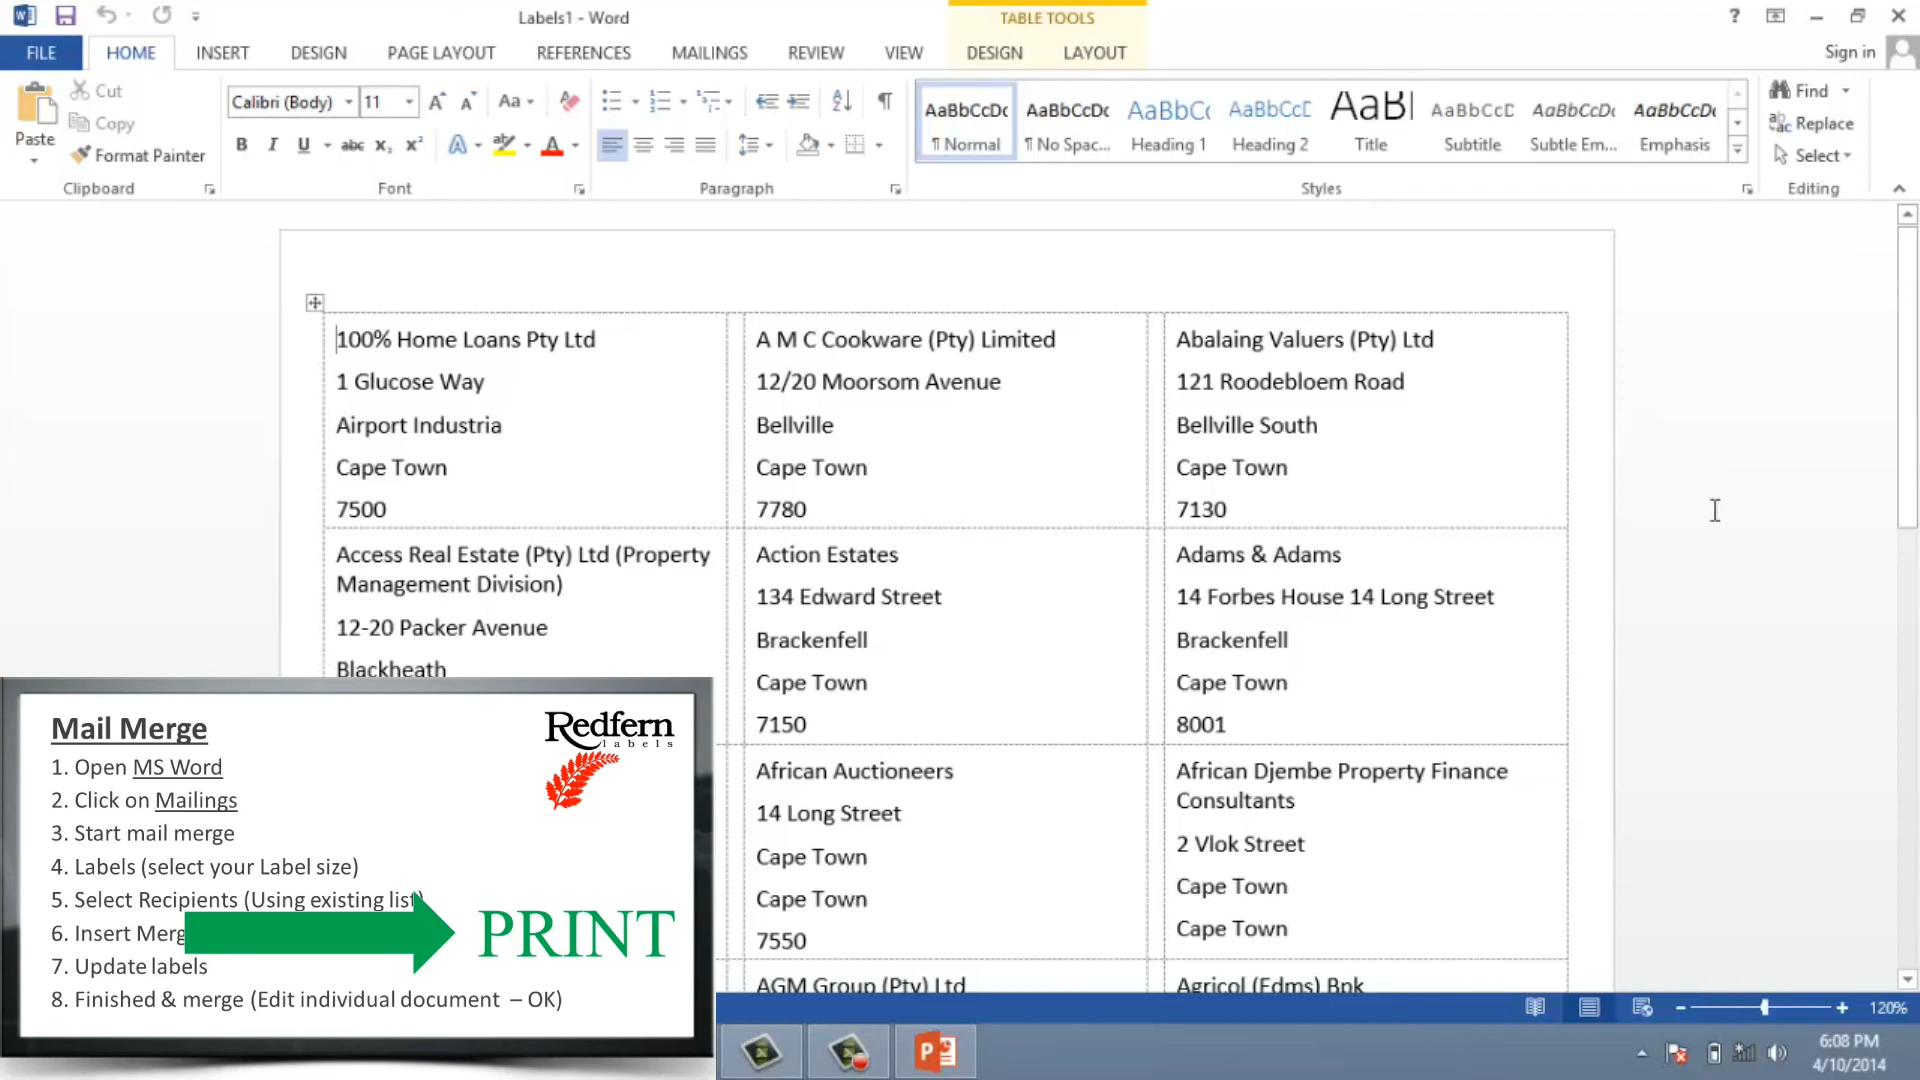 Labels1 - Word
TABLE TOOLS
?
FILE
HOME
INSERT
DESIGN
PAGE LAYOUT
REFERENCES
MAILINGS
REVIEW
VIEW
DESIGN
LAYOUT
Sign in
Paste
Cut
Copy
Format Painter
Clipboard
Calibri (Body)
11
Aa
B I U abc x₂ x²
A
A
Font
Paragraph
AaBbCcDc
¶ Normal
AaBbCcDc
¶ No Spac...
AaBbCc
Heading 1
AaBbCcD
Heading 2
AaB
Title
AaBbCcD
Subtitle
AaBbCcDc
Subtle Em...
AaBbCcDc
Emphasis
Styles
Find
Replace
Select
Editing
100% Home Loans Pty Ltd
1 Glucose Way
Airport Industria
Cape Town
7500
A M C Cookware (Pty) Limited
12/20 Moorsom Avenue
Bellville
Cape Town
7780
Abalaing Valuers (Pty) Ltd
121 Roodebloem Road
Bellville South
Cape Town
7130
Access Real Estate (Pty) Ltd (Property
Management Division)
12-20 Packer Avenue
Blackheath
Action Estates
134 Edward Street
Brackenfell
Cape Town
7150
Adams & Adams
14 Forbes House 14 Long Street
Brackenfell
Cape Town
8001
African Auctioneers
14 Long Street
Cape Town
Cape Town
7550
African Djembe Property Finance
Consultants
2 Vlok Street
Cape Town
Cape Town
AGM Group (Pty) Ltd
Agricol (Edms) Bpk
Mail Merge
Redfern
labels
1. Open MS Word
2. Click on Mailings
3. Start mail merge
4. Labels (select your Label size)
5. Select Recipients (Using existing list)
6. Insert Merg
PRINT
7. Update labels
8. Finished & merge (Edit individual document – OK)
120%
6:08 PM
4/10/2014